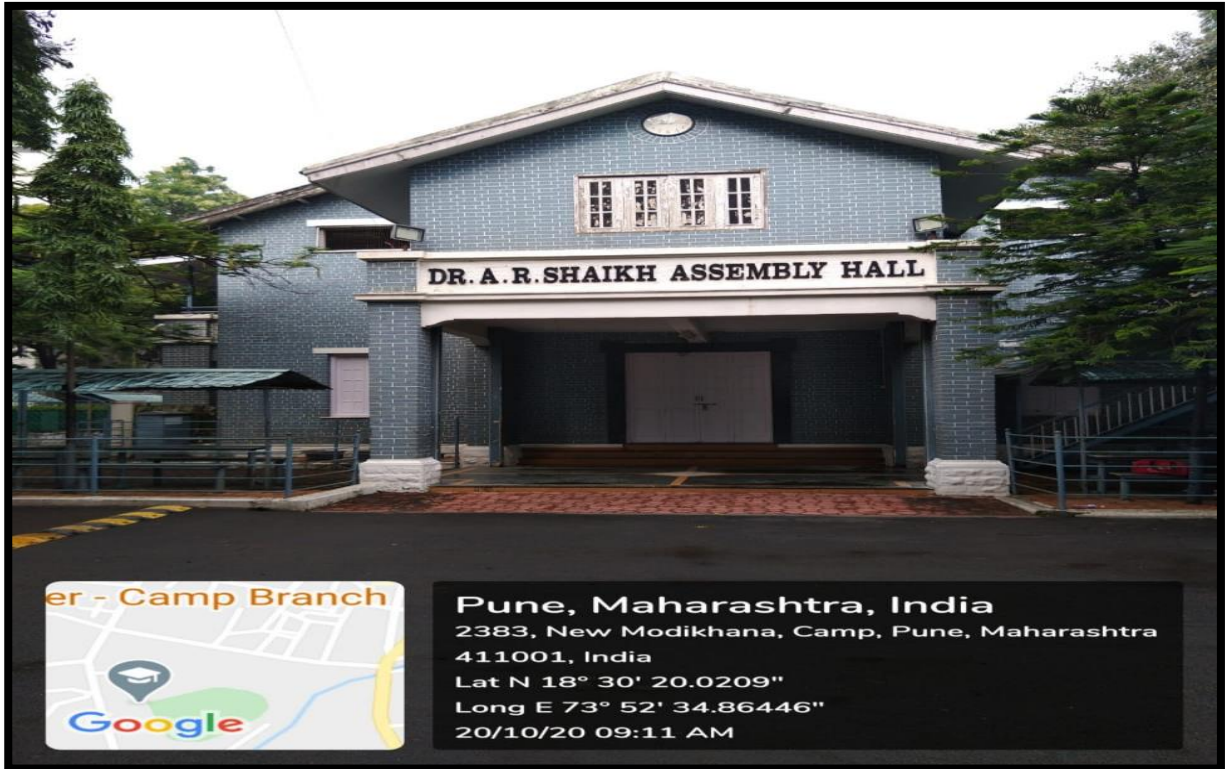 DR. A. R. SHAIKH ASSEMBLY HALL
er - Camp Branch
Google
Pune, Maharashtra, India
2383, New Modikhana, Camp, Pune, Maharashtra
411001, India
Lat N 18° 30' 20.0209"
Long E 73° 52' 34.86446"
20/10/20 09:11 AM